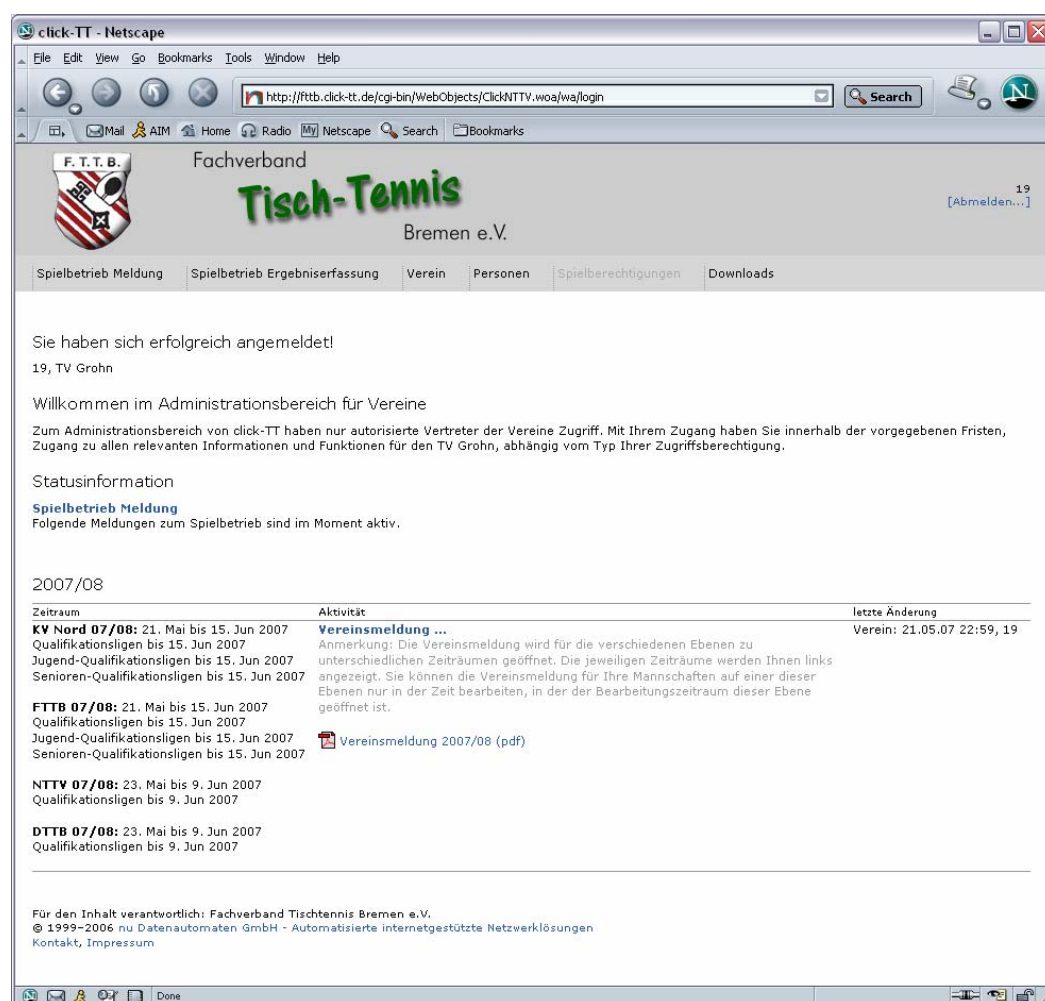 click-TT - Netscape
File Edit View Go Bookmarks Tools Window Help
http://fttb.click-tt.de/cgi-bin/WebObjects/ClickNTTV.woa/wa/login
Search
N
Mail AIM Home Radio My Netscape Search Bookmarks
F. T. T. B.
Fachverband
Tisch-Tennis
Bremen e.V.
19
[Abmelden...]
Spielbetrieb Meldung Spielbetrieb Ergebniserfassung Verein Personen Spielberechtigungen Downloads
Sie haben sich erfolgreich angemeldet!
19, TV Grohn
Willkommen im Administrationsbereich für Vereine
Zum Administrationsbereich von click-TT haben nur autorisierte Vertreter der Vereine Zugriff. Mit Ihrem Zugang haben Sie innerhalb der vorgegebenen Fristen,
Zugang zu allen relevanten Informationen und Funktionen für den TV Grohn, abhängig vom Typ Ihrer Zugriffsberechtigung.
Statusinformation
Spielbetrieb Meldung
Folgende Meldungen zum Spielbetrieb sind im Moment aktiv.
2007/08
Zeitraum
KV Nord 07/08: 21. Mai bis 15. Jun 2007
Qualifikationsligen bis 15. Jun 2007
Jugend-Qualifikationsligen bis 15. Jun 2007
Senioren-Qualifikationsligen bis 15. Jun 2007
FTTB 07/08: 21. Mai bis 15. Jun 2007
Qualifikationsligen bis 15. Jun 2007
Jugend-Qualifikationsligen bis 15. Jun 2007
Senioren-Qualifikationsligen bis 15. Jun 2007
NTTV 07/08: 23. Mai bis 9. Jun 2007
Qualifikationsligen bis 9. Jun 2007
DTTB 07/08: 23. Mai bis 9. Jun 2007
Qualifikationsligen bis 9. Jun 2007
Aktivität
Vereinsmeldung ...
Anmerkung: Die Vereinsmeldung wird für die verschiedenen Ebenen zu
unterschiedlichen Zeiträumen geöffnet. Die jeweiligen Zeiträume werden Ihnen links
angezeigt. Sie können die Vereinsmeldung für Ihre Mannschaften auf einer dieser
Ebenen nur in der Zeit bearbeiten, in der der Bearbeitungszeitraum dieser Ebene
geöffnet ist.
Vereinsmeldung 2007/08 (pdf)
letzte Änderung
Verein: 21.05.07 22:59, 19
Für den Inhalt verantwortlich: Fachverband Tischtennis Bremen e.V.
© 1999-2006 nu Datenautomaten GmbH - Automatisierte internetgestützte Netzwerklösungen
Kontakt, Impressum
Done